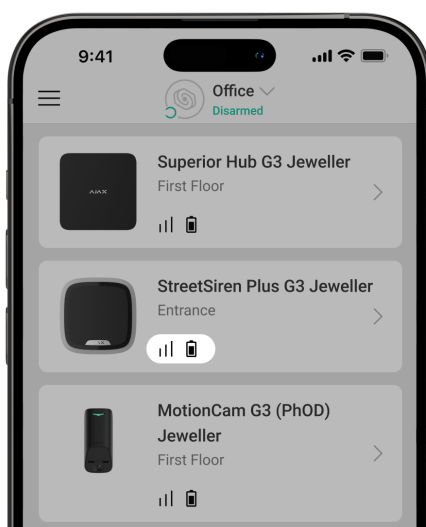 9:41
Office
Disarmed
AJAX
Superior Hub G3 Jeweller
First Floor
StreetSiren Plus G3 Jeweller
Entrance
MotionCam G3 (PhOD)
Jeweller
First Floor